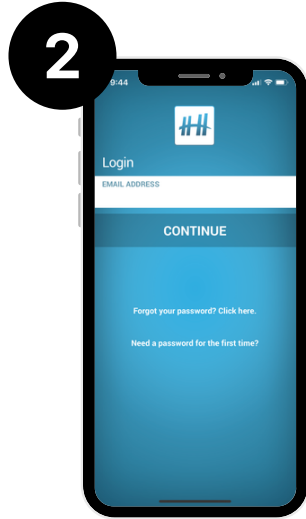 2
9:44
Login
EMAIL ADDRESS
CONTINUE
Forgot your password? Click here.
Need a password for the first time?